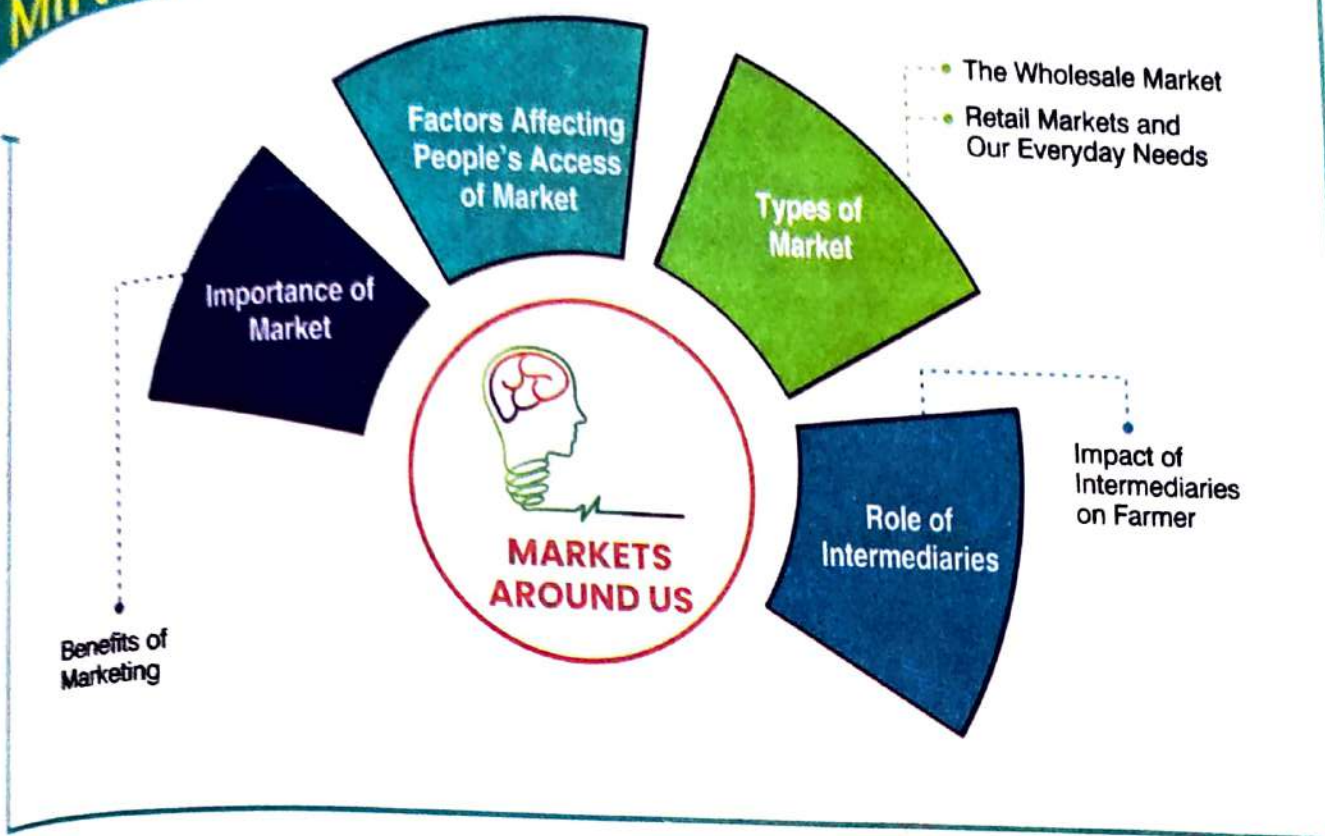 Importance of
Market
Benefits of
Marketing
Factors Affecting
People's Access
of Market
Types of
Market
The Wholesale Market
Retail Markets and
Our Everyday Needs
Role of
Intermediaries
Impact of
Intermediaries
on Farmer
MARKETS
AROUND US